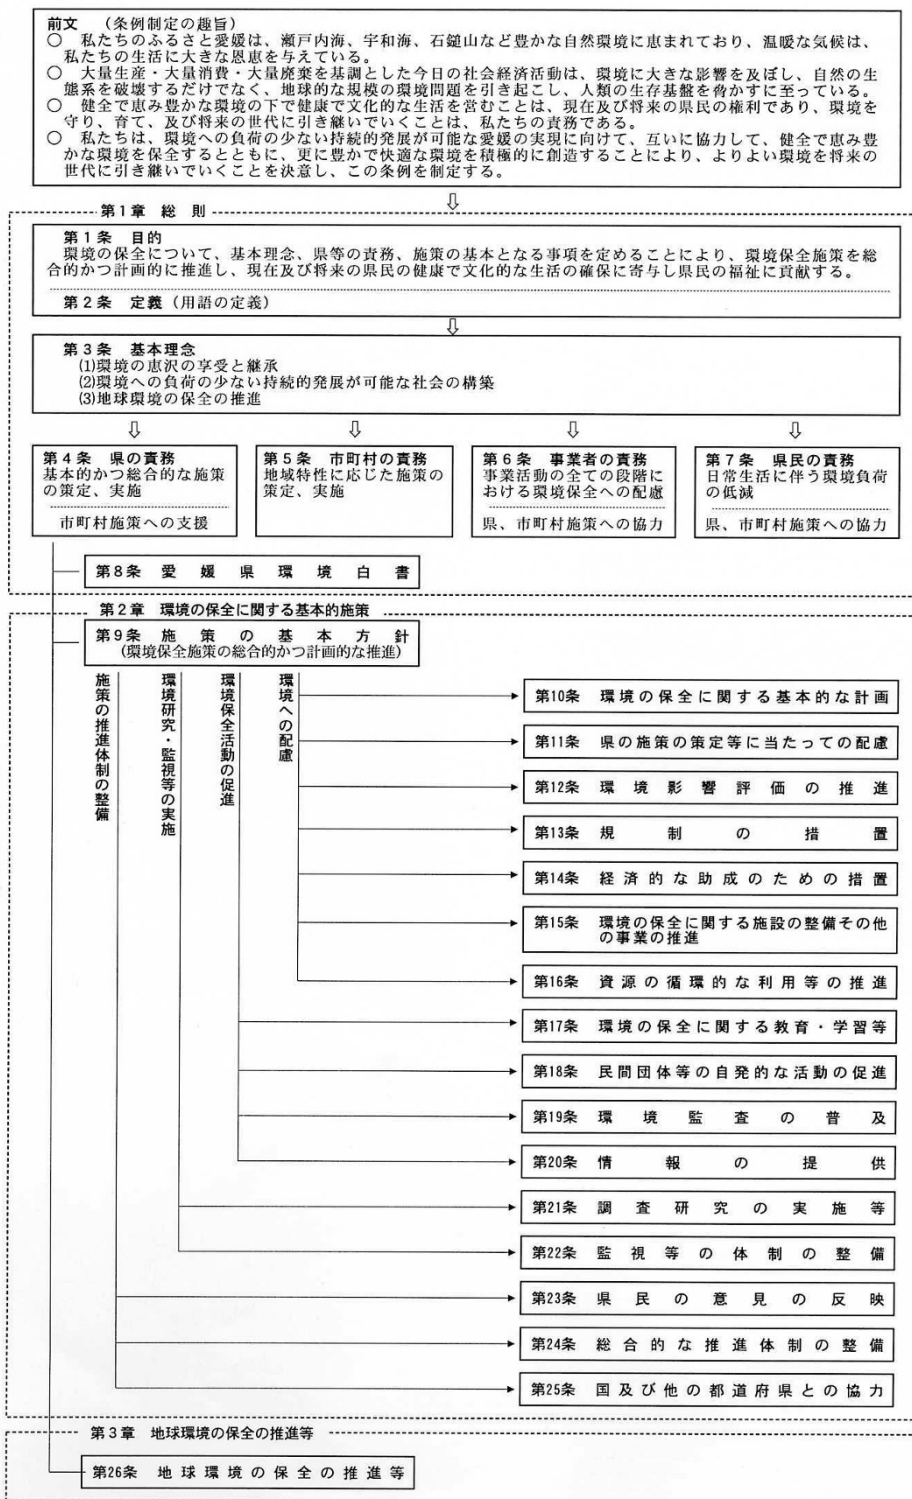 前文　（条例制定の趣旨）
○　私たちのふるさと愛媛は、瀬戸内海、宇和海、石鎚山など豊かな自然環境に恵まれており、温暖な気候は、
私たちの生活に大きな恩恵を与えている。
○　大量生産・大量消費・大量廃棄を基調とした今日の社会経済活動は、環境に大きな影響を及ぼし、自然の生
態系を破壊するだけでなく、地球的な規模の環境問題を引き起こし、人類の生存基盤を脅かすに至っている。
○　健全で恵み豊かな環境の下で健康で文化的な生活を営むことは、現在及び将来の県民の権利であり、環境を
守り、育て、及び将来の世代に引き継いでいくことは、私たちの責務である。
○　私たちは、環境への負荷の少ない持続的発展が可能な愛媛の実現に向けて、互いに協力して、健全で恵み豊
かな環境を保全するとともに、更に豊かで快適な環境を積極的に創造することにより、よりよい環境を将来の
世代に引き継いでいくことを決意し、この条例を制定する。
第１章　総　則
第１条　目的
環境の保全について、基本理念、県等の責務、施策の基本となる事項を定めることにより、環境保全施策を総
合的かつ計画的に推進し、現在及び将来の県民の健康で文化的な生活の確保に寄与し県民の福祉に貢献する。
第２条　定義（用語の定義）
第３条　基本理念
(1)環境の恵沢の享受と継承
(2)環境への負荷の少ない持続的発展が可能な社会の構築
(3)地球環境の保全の推進
第４条　県の責務
基本的かつ総合的な施策
の策定、実施
市町村施策への支援
第５条　市町村の責務
地域特性に応じた施策の
策定、実施
第６条　事業者の責務
事業活動の全ての段階に
おける環境保全への配慮
県、市町村施策への協力
第７条　県民の責務
日常生活に伴う環境負荷
の低減
県、市町村施策への協力
第８条　愛媛県環境白書
第２章　環境の保全に関する基本的施策
第９条　施策の基本方針
（環境保全施策の総合的かつ計画的な推進）
施策の推進体制の整備
環境研究・監視等の実施
環境保全活動の促進
環境への配慮
第10条　環境の保全に関する基本的な計画
第11条　県の施策の策定等に当たっての配慮
第12条　環境影響評価の推進
第13条　規制の措置
第14条　経済的な助成のための措置
第15条　環境の保全に関する施設の整備その他
の事業の推進
第16条　資源の循環的な利用等の推進
第17条　環境の保全に関する教育・学習等
第18条　民間団体等の自発的な活動の促進
第19条　環境監査の普及
第20条　情報の提供
第21条　調査研究の実施等
第22条　監視等の体制の整備
第23条　県民の意見の反映
第24条　総合的な推進体制の整備
第25条　国及び他の都道府県との協力
第３章　地球環境の保全の推進等
第26条　地球環境の保全の推進等